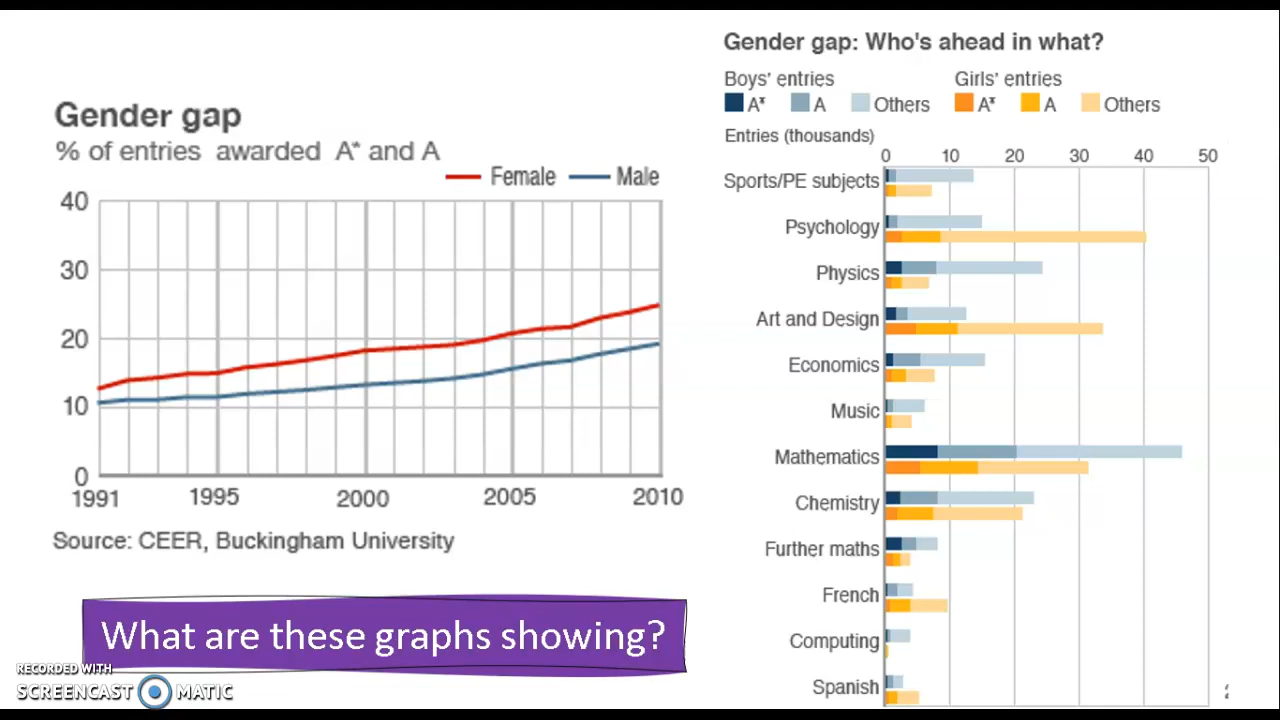 Gender gap
% of entries awarded A* and A
Female Male
40
30
20
10
0
1991 1995 2000 2005 2010
Source: CEER, Buckingham University
What are these graphs showing?
RECORDED WITH
SCREENCAST MATIC
Gender gap: Who's ahead in what?
Boys' entries Girls' entries
A* A Others A* A Others
Entries (thousands)
0 10 20 30 40 50
Sports/PE subjects
Psychology
Physics
Art and Design
Economics
Music
Mathematics
Chemistry
Further maths
French
Computing
Spanish